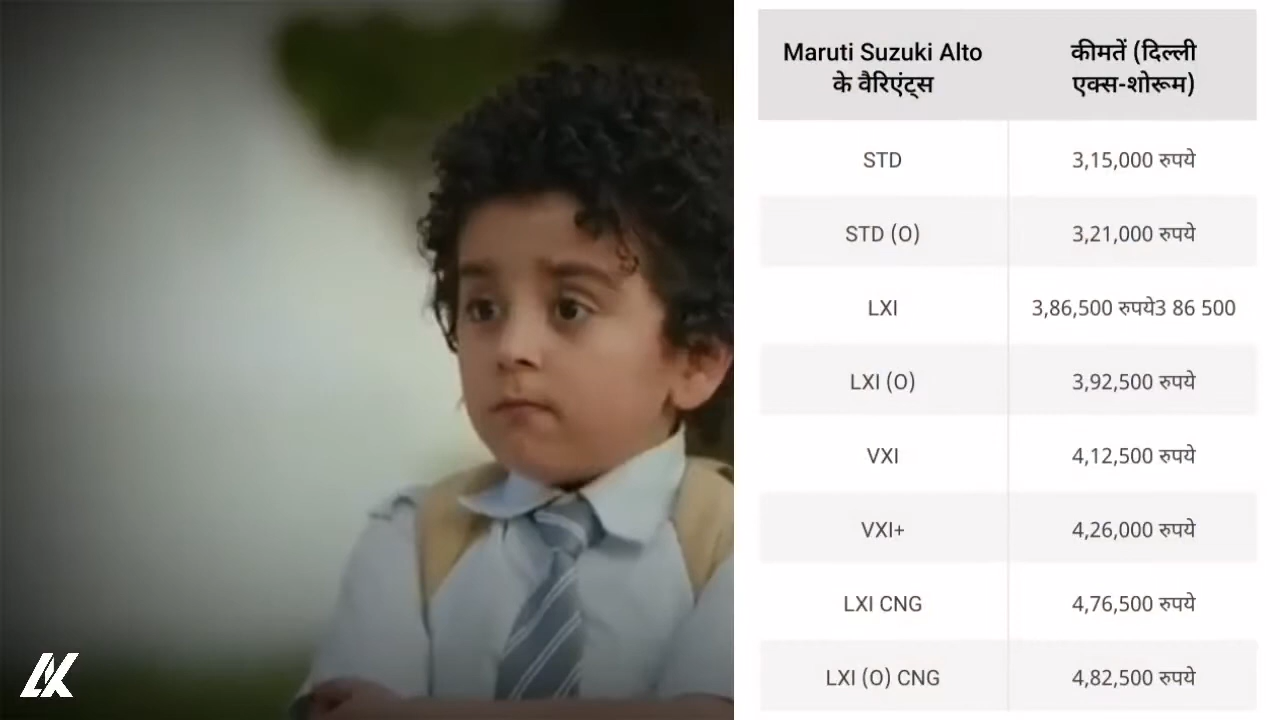 Maruti Suzuki Alto
के वैरिएंट्स
कीमतें (दिल्ली
एक्स-शोरूम)
STD
3,15,000 रुपये
STD (O)
3,21,000 रुपये
LXI
3,86,500 रुपये3 86 500
LXI (O)
3,92,500 रुपये
VXI
4,12,500 रुपये
VXI+
4,26,000 रुपये
LXI CNG
4,76,500 रुपये
LXI (O) CNG
4,82,500 रुपये